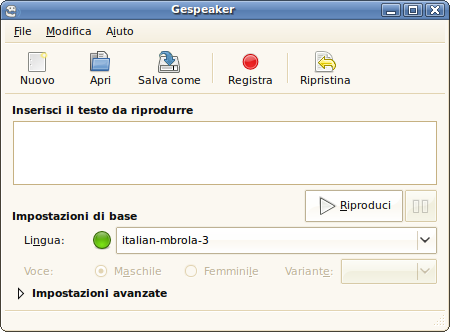 Gespeaker
File Modifica Aiuto
Nuovo Apri Salva come Registra Ripristina
Inserisci il testo da riprodurre
Riproduci
Impostazioni di base
Lingua: italian-mbrola-3
Voce: Maschile Femminile Variante:
Impostazioni avanzate